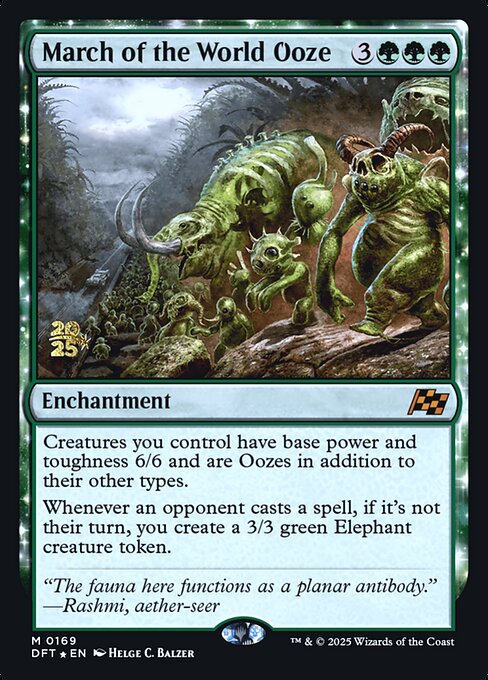 March of the World Ooze 3
20
25
Enchantment
Creatures you control have base power and
toughness 6/6 and are Oozes in addition to
their other types.
Whenever an opponent casts a spell, if it's not
their turn, you create a 3/3 green Elephant
creature token.
“The fauna here functions as a planar antibody.”
—Rashmi, aether-seer
M 0169
DFT ★ EN Helge C. Balzer
™ & © 2025 Wizards of the Coast